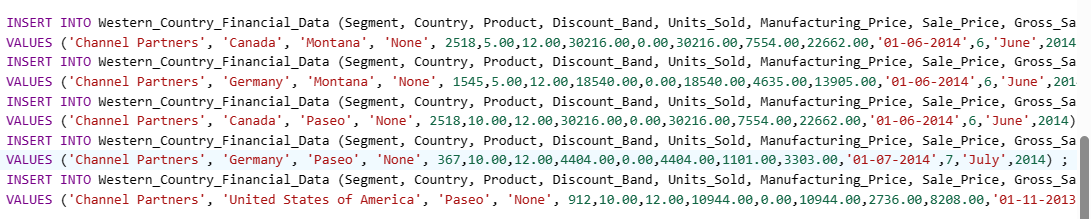 INSERT INTO Western_Country_Financial_Data (Segment, Country, Product, Discount_Band, Units_Sold, Manufacturing_Price, Sale_Price, Gross_Sa
VALUES ('Channel Partners', 'Canada', 'Montana', 'None', 2518,5.00,12.00,30216.00,0.00,30216.00,7554.00,22662.00,'01-06-2014',6,'June',2014
INSERT INTO Western_Country_Financial_Data (Segment, Country, Product, Discount_Band, Units_Sold, Manufacturing_Price, Sale_Price, Gross_Sa
VALUES ('Channel Partners', 'Germany', 'Montana', 'None', 1545,5.00,12.00,18540.00,0.00,18540.00,4635.00,13905.00,'01-06-2014',6,'June',201
INSERT INTO Western_Country_Financial_Data (Segment, Country, Product, Discount_Band, Units_Sold, Manufacturing_Price, Sale_Price, Gross_Sa
VALUES ('Channel Partners', 'Canada', 'Paseo', 'None', 2518,10.00,12.00,30216.00,0.00,30216.00,7554.00,22662.00,'01-06-2014',6,'June',2014)
INSERT INTO Western_Country_Financial_Data (Segment, Country, Product, Discount_Band, Units_Sold, Manufacturing_Price, Sale_Price, Gross_Sa
VALUES ('Channel Partners', 'Germany', 'Paseo', 'None', 367,10.00,12.00,4404.00,0.00,4404.00,1101.00,3303.00,'01-07-2014',7,'July',2014) ;
INSERT INTO Western_Country_Financial_Data (Segment, Country, Product, Discount_Band, Units_Sold, Manufacturing_Price, Sale_Price, Gross_Sa
VALUES ('Channel Partners', 'United States of America', 'Paseo', 'None', 912,10.00,12.00,10944.00,0.00,10944.00,2736.00,8208.00,'01-11-2013